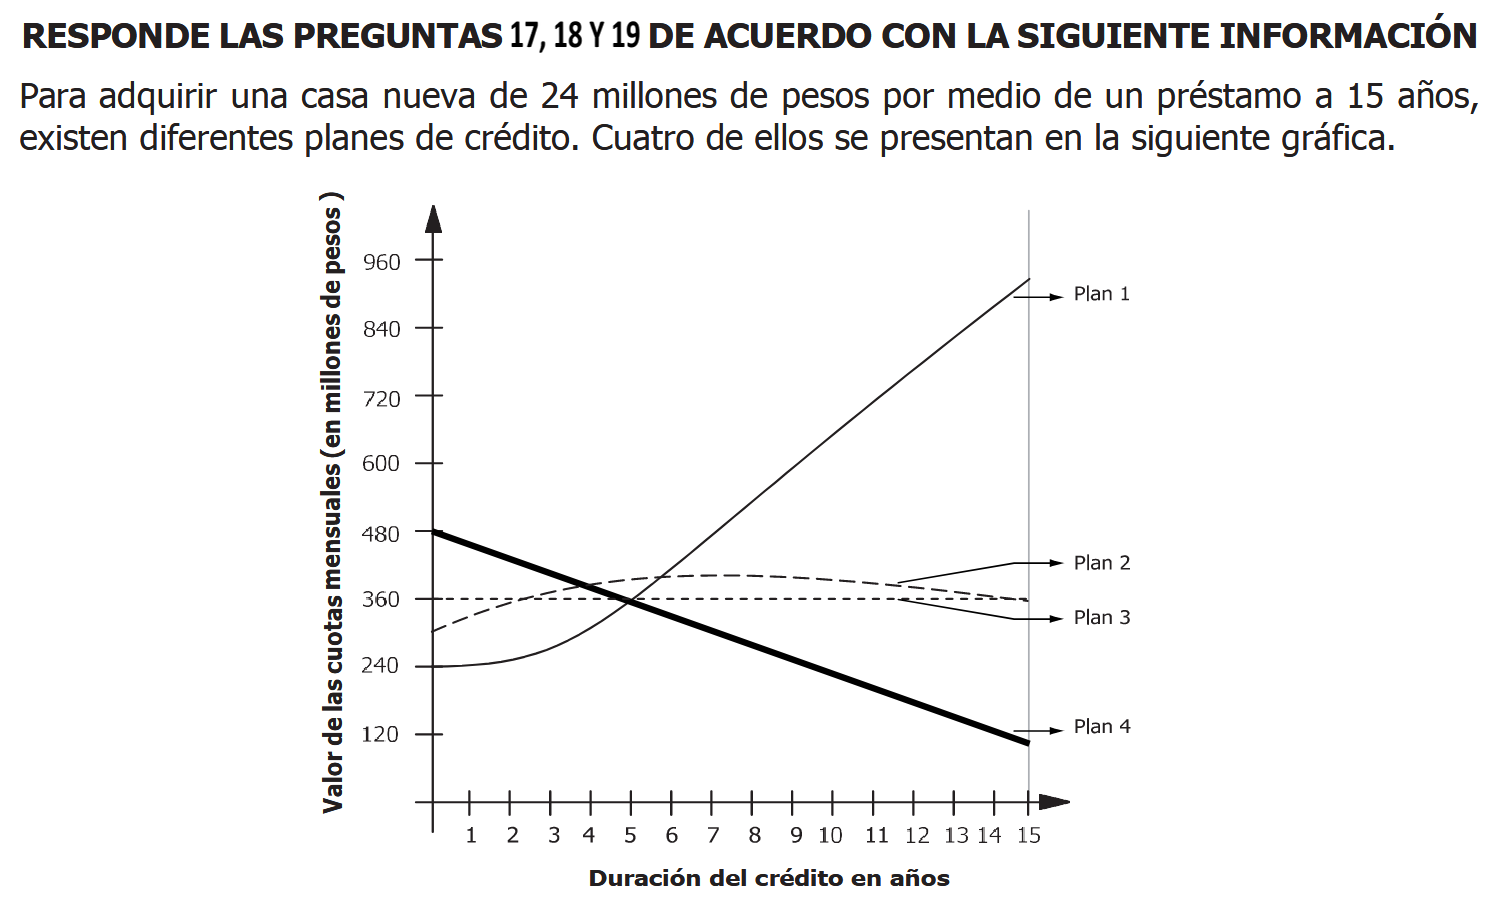 RESPONDE LAS PREGUNTAS 17, 18 Y 19 DE ACUERDO CON LA SIGUIENTE INFORMACIÓN
Para adquirir una casa nueva de 24 millones de pesos por medio de un préstamo a 15 años,
existen diferentes planes de crédito. Cuatro de ellos se presentan en la siguiente gráfica.
Valor de las cuotas mensuales (en millones de pesos )
960
840
720
600
480
360
240
120
Plan 1
Plan 2
Plan 3
Plan 4
1 2 3 4 5 6 7 8 9 10 11 12 13 14 15
Duración del crédito en años